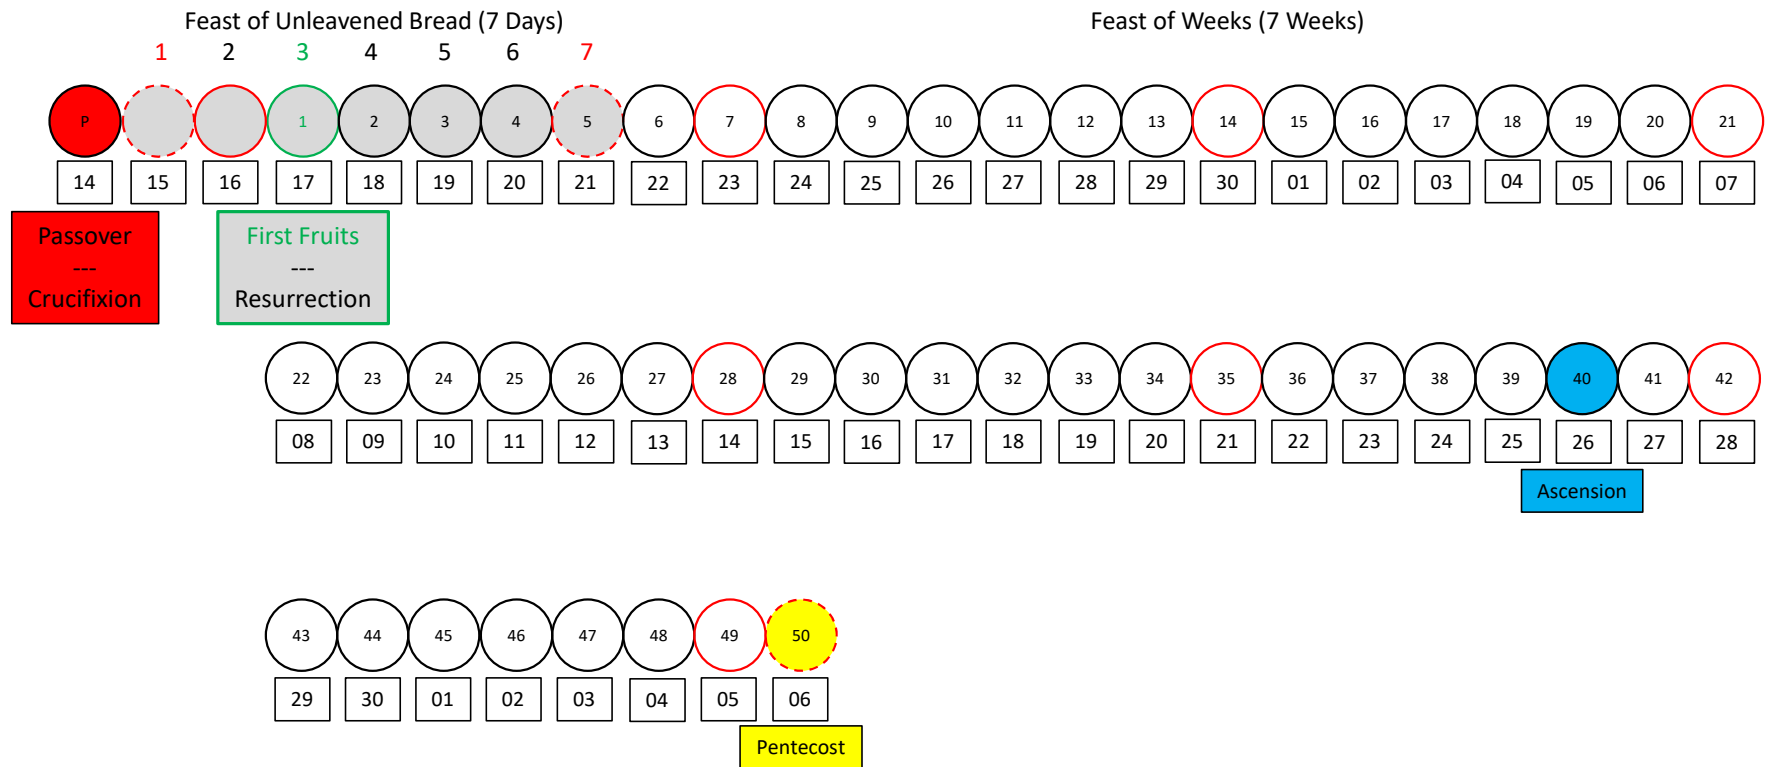 Feast of Unleavened Bread (7 Days) Feast of Weeks (7 Weeks)
1 2 3 4 5 6 7
P 1 2 3 4 5 6 7 8 9 10 11 12 13 14 15 16 17 18 19 20 21
14 15 16 17 18 19 20 21 22 23 24 25 26 27 28 29 30 01 02 03 04 05 06 07
Passover
---
Crucifixion
First Fruits
---
Resurrection
22 23 24 25 26 27 28 29 30 31 32 33 34 35 36 37 38 39 40 41 42
08 09 10 11 12 13 14 15 16 17 18 19 20 21 22 23 24 25 26 27 28
Ascension
43 44 45 46 47 48 49 50
29 30 01 02 03 04 05 06
Pentecost